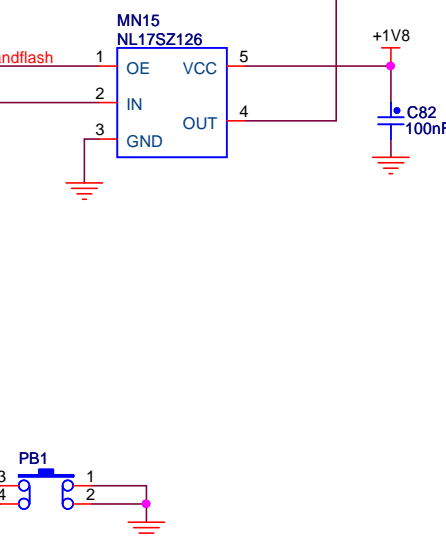 MN15
NL17SZ126
+1V8
andflash
1
OE
VCC
5
2
IN
OUT
4
3
GND
C82
100nF
PB1
3
1
4
2